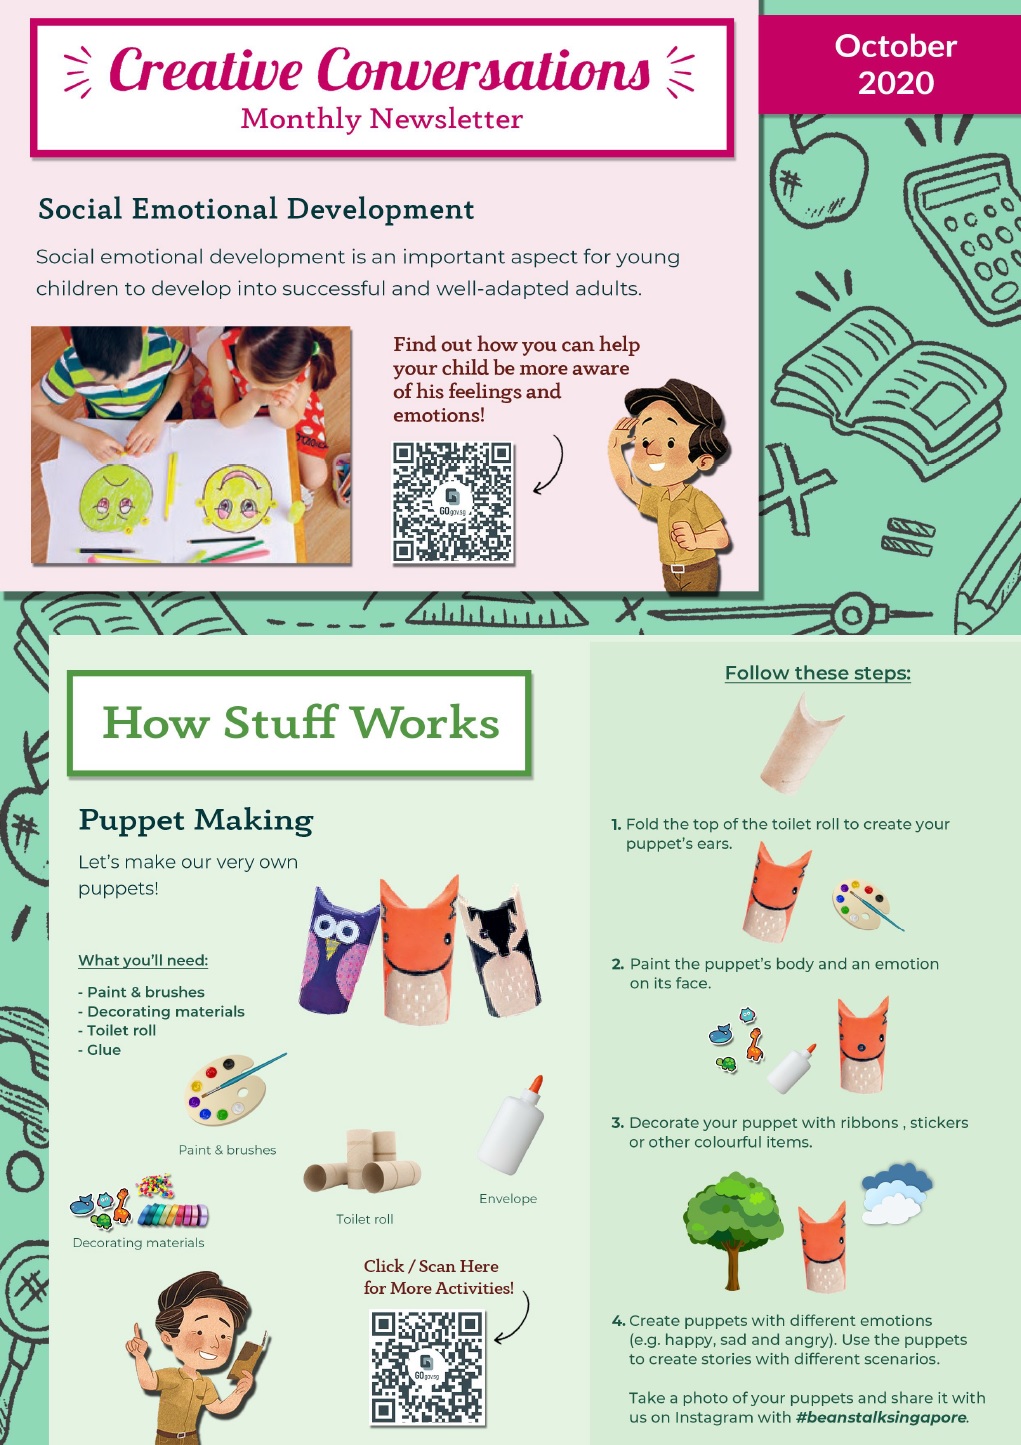 Creative Conversations
Monthly Newsletter
October
2020
Social Emotional Development
Social emotional development is an important aspect for young
children to develop into successful and well-adapted adults.
Find out how you can help
your child be more aware
of his feelings and
emotions!
GO gov.sg
How Stuff Works
Puppet Making
Let's make our very own
puppets!
What you'll need:
- Paint & brushes
- Decorating materials
- Toilet roll
- Glue
Paint & brushes
Envelope
Toilet roll
Decorating materials
Click / Scan Here
for More Activities!
GO gov.sg
Follow these steps:
1. Fold the top of the toilet roll to create your
puppet's ears.
2. Paint the puppet's body and an emotion
on its face.
3. Decorate your puppet with ribbons , stickers
or other colourful items.
4. Create puppets with different emotions
(e.g. happy, sad and angry). Use the puppets
to create stories with different scenarios.
Take a photo of your puppets and share it with
us on Instagram with #beanstalksingapore.